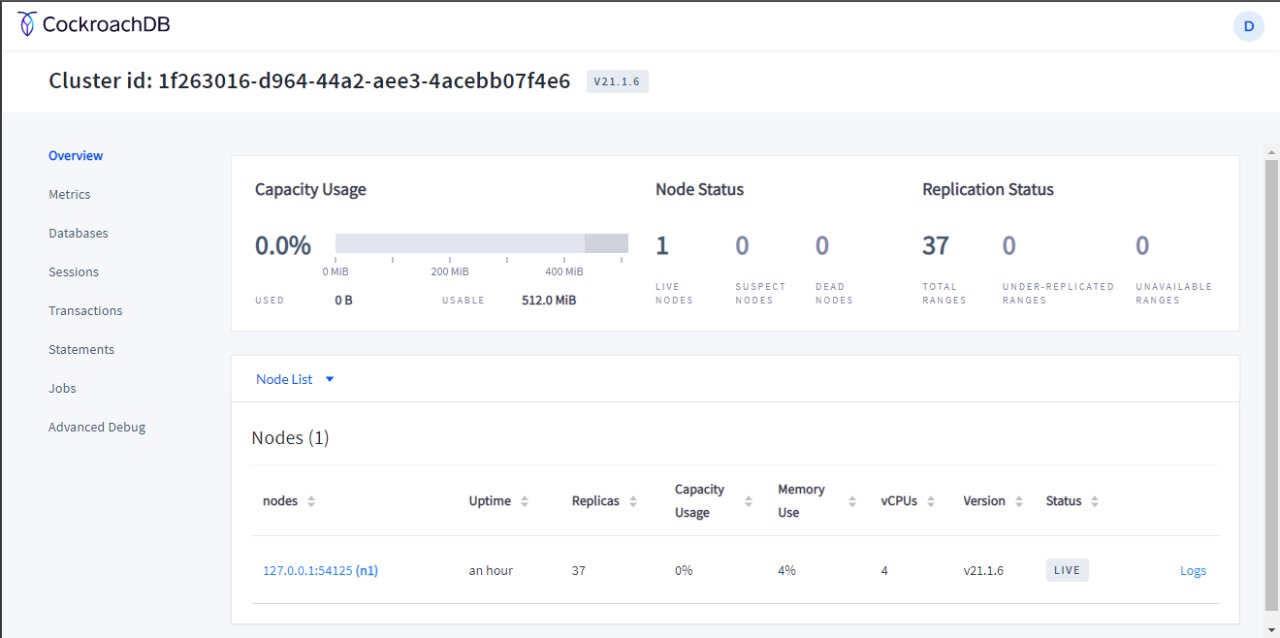 CockroachDB
D
Cluster id: 1f263016-d964-44a2-aee3-4acebb07f4e6 V21.1.6
Overview
Metrics
Databases
Sessions
Transactions
Statements
Jobs
Advanced Debug
Capacity Usage
0.0%
0 MiB 200 MiB 400 MiB
USED 0 B USABLE 512.0 MiB
Node Status
1 0 0
LIVE NODES
SUSPECT NODES
DEAD NODES
Replication Status
37 0 0
TOTAL RANGES
UNDER-REPLICATED RANGES
UNAVAILABLE RANGES
Node List
Nodes (1)
nodes Uptime Replicas Capacity Usage Memory Use vCPUs Version Status
127.0.0.1:54125 (n1) an hour 37 0% 4% 4 v21.1.6 LIVE Logs